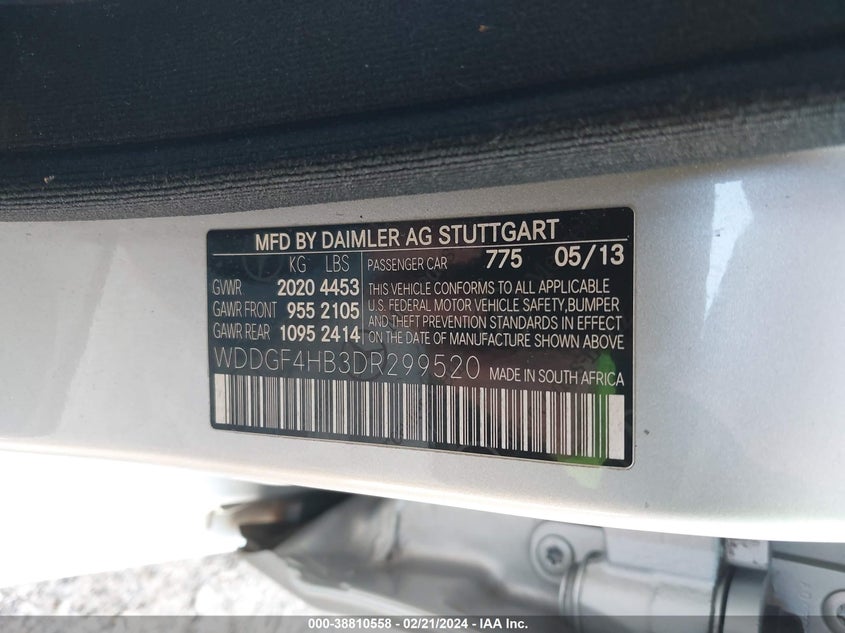 MFD BY DAIMLER AG STUTTGART
KG LBS PASSENGER CAR 775 05/13
GVWR 2020 4453 THIS VEHICLE CONFORMS TO ALL APPLICABLE
GAWR FRONT 955 2105 U.S. FEDERAL MOTOR VEHICLE SAFETY,BUMPER
GAWR REAR 1095 2414 AND THEFT PREVENTION STANDARDS IN EFFECT
ON THE DATE OF MANUFACTURE SHOWN ABOVE
WDDGF4HB3DR299520 MADE IN SOUTH AFRICA
000-38810558 - 02/21/2024 - IAA Inc.